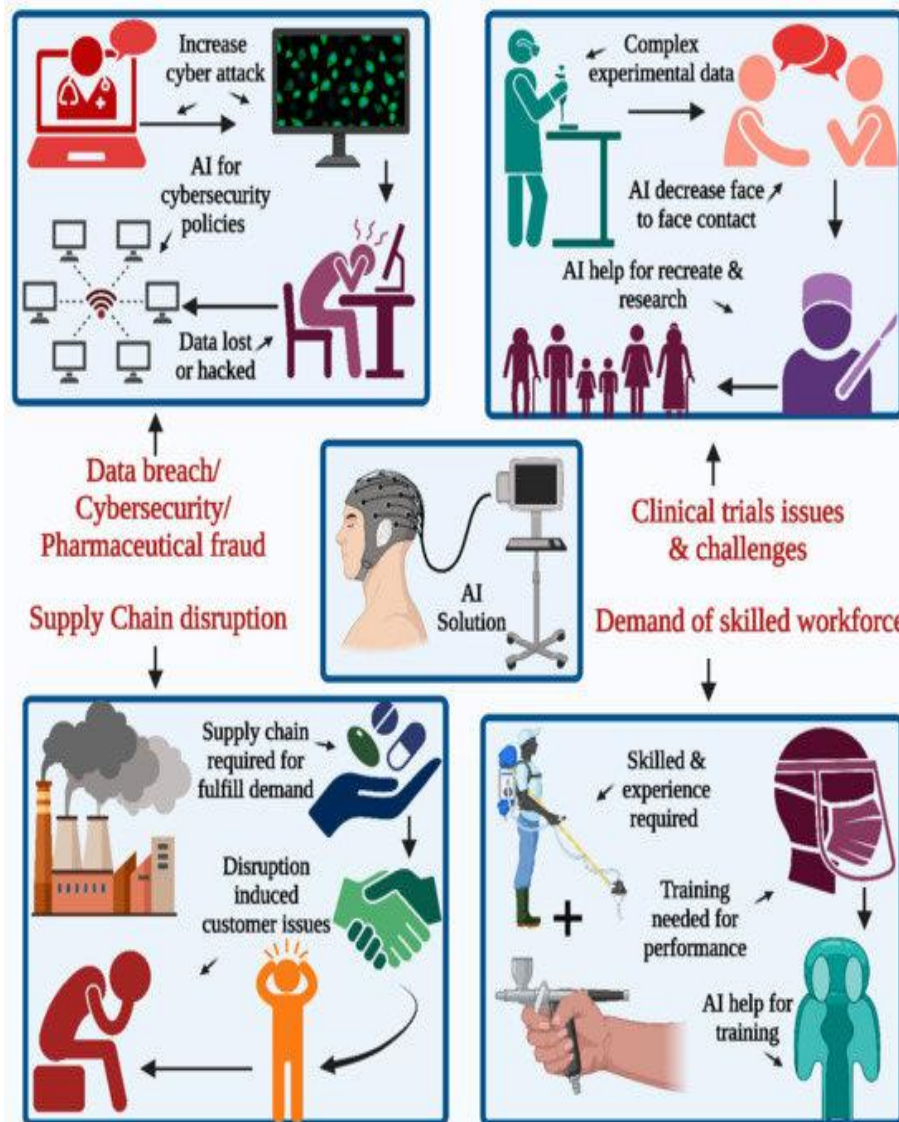 Increase
cyber attack
AI for
cybersecurity
policies
Data lost
or hacked
Complex
experimental data
AI decrease face
to face contact
AI help for recreate &
research
Data breach/
Cybersecurity/
Pharmaceutical fraud
Clinical trials issues
& challenges
AI
Solution
Supply Chain disruption
Demand of skilled workforce
Supply chain
required for
fulfill demand
Disruption
induced
customer issues
Skilled &
experience
required
Training
needed for
performance
AI help for
training